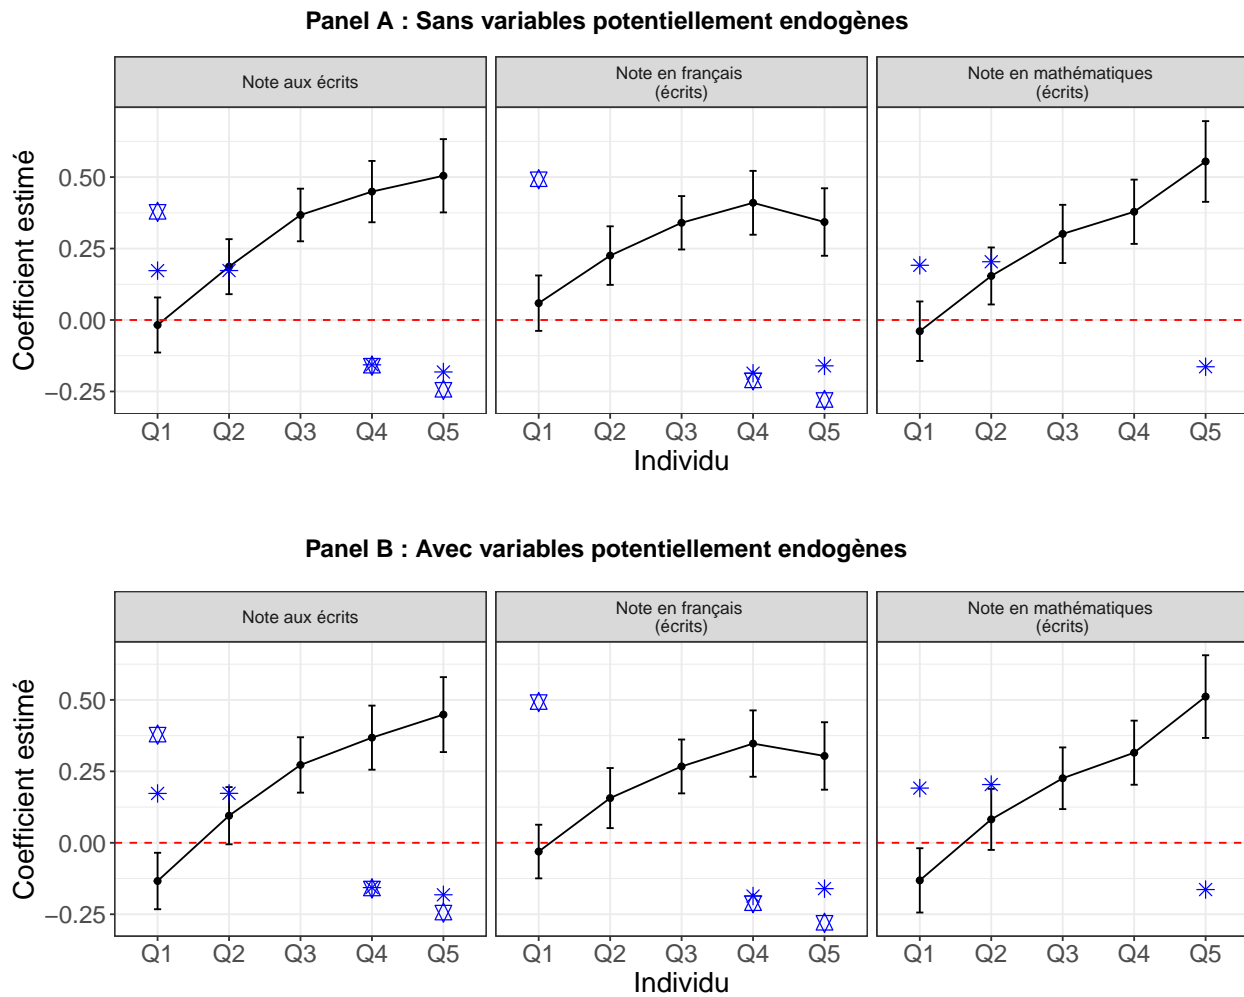 Panel A : Sans variables potentiellement endogènes
Note aux écrits
Note en français
(écrits)
Note en mathématiques
(écrits)
Coefficient estimé
0.50
0.25
0.00
−0.25
Q1 Q2 Q3 Q4 Q5
Q1 Q2 Q3 Q4 Q5
Q1 Q2 Q3 Q4 Q5
Individu
Panel B : Avec variables potentiellement endogènes
Note aux écrits
Note en français
(écrits)
Note en mathématiques
(écrits)
Coefficient estimé
0.50
0.25
0.00
−0.25
Q1 Q2 Q3 Q4 Q5
Q1 Q2 Q3 Q4 Q5
Q1 Q2 Q3 Q4 Q5
Individu